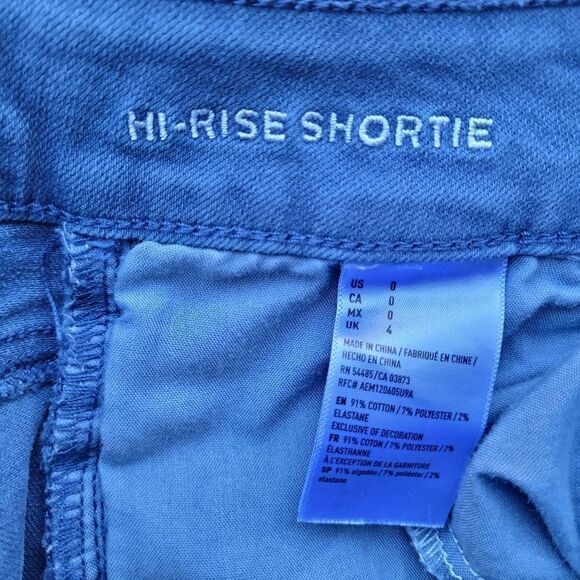 HI-RISE SHORTIE
US 0
CA 0
MX 0
UK 4
MADE IN CHINA / FABRIQUÉ EN CHINE /
HECHO EN CHINA
RN 54485 / CA 03873
RFC# AEM120605U9A
EN 91% COTTON / 7% POLYESTER / 2%
ELASTANE
EXCLUSIVE OF DECORATION
FR 91% COTON / 7% POLYESTER / 2%
ÉLASTHANNE
À L'EXCEPTION DE LA GARNITURE
SP 91% algodón / 7% poliéster / 2%
elastano